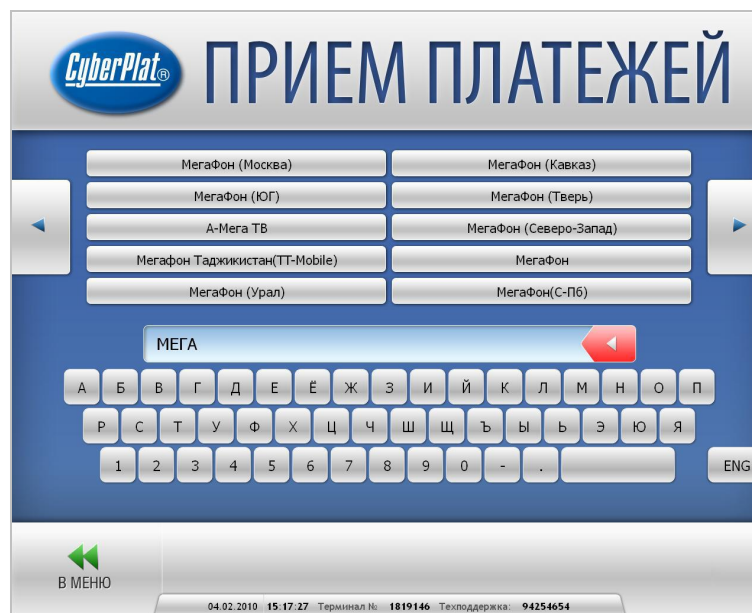 CyberPlat® ПРИЕМ ПЛАТЕЖЕЙ
МегаФон (Москва) МегаФон (Кавказ)
МегаФон (ЮГ) МегаФон (Тверь)
А-Мега ТВ МегаФон (Северо-Запад)
Мегафон Таджикистан(TT-Mobile) МегаФон
МегаФон (Урал) МегаФон(С-Пб)
МЕГА
А Б В Г Д Е Ё Ж З И Й К Л М Н О П
Р С Т У Ф Х Ц Ч Ш Щ Ъ Ы Ь Э Ю Я
1 2 3 4 5 6 7 8 9 0 - . ENG
В МЕНЮ
04.02.2010 15:17:27 Терминал № 1819146 Техподдержка: 94254654